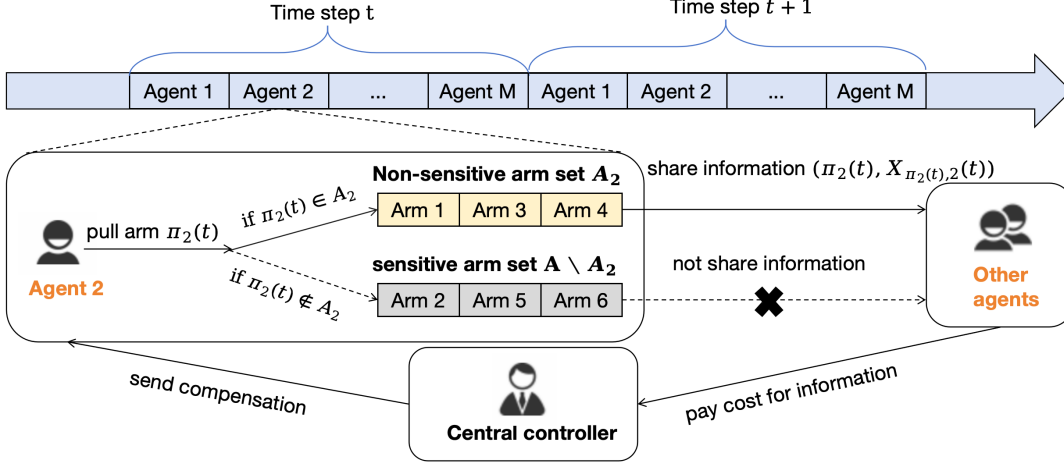 Time step t
Time step t + 1
Agent 1
Agent 2
...
Agent M
Agent 1
Agent 2
...
Agent M
Non-sensitive arm set A₂
share information (π₂(t), X_{π₂(t),2}(t))
if π₂(t) ∈ A₂
Arm 1
Arm 3
Arm 4
pull arm π₂(t)
Agent 2
if π₂(t) ∉ A₂
sensitive arm set A \ A₂
not share information
Arm 2
Arm 5
Arm 6
Other
agents
send compensation
pay cost for information
Central controller